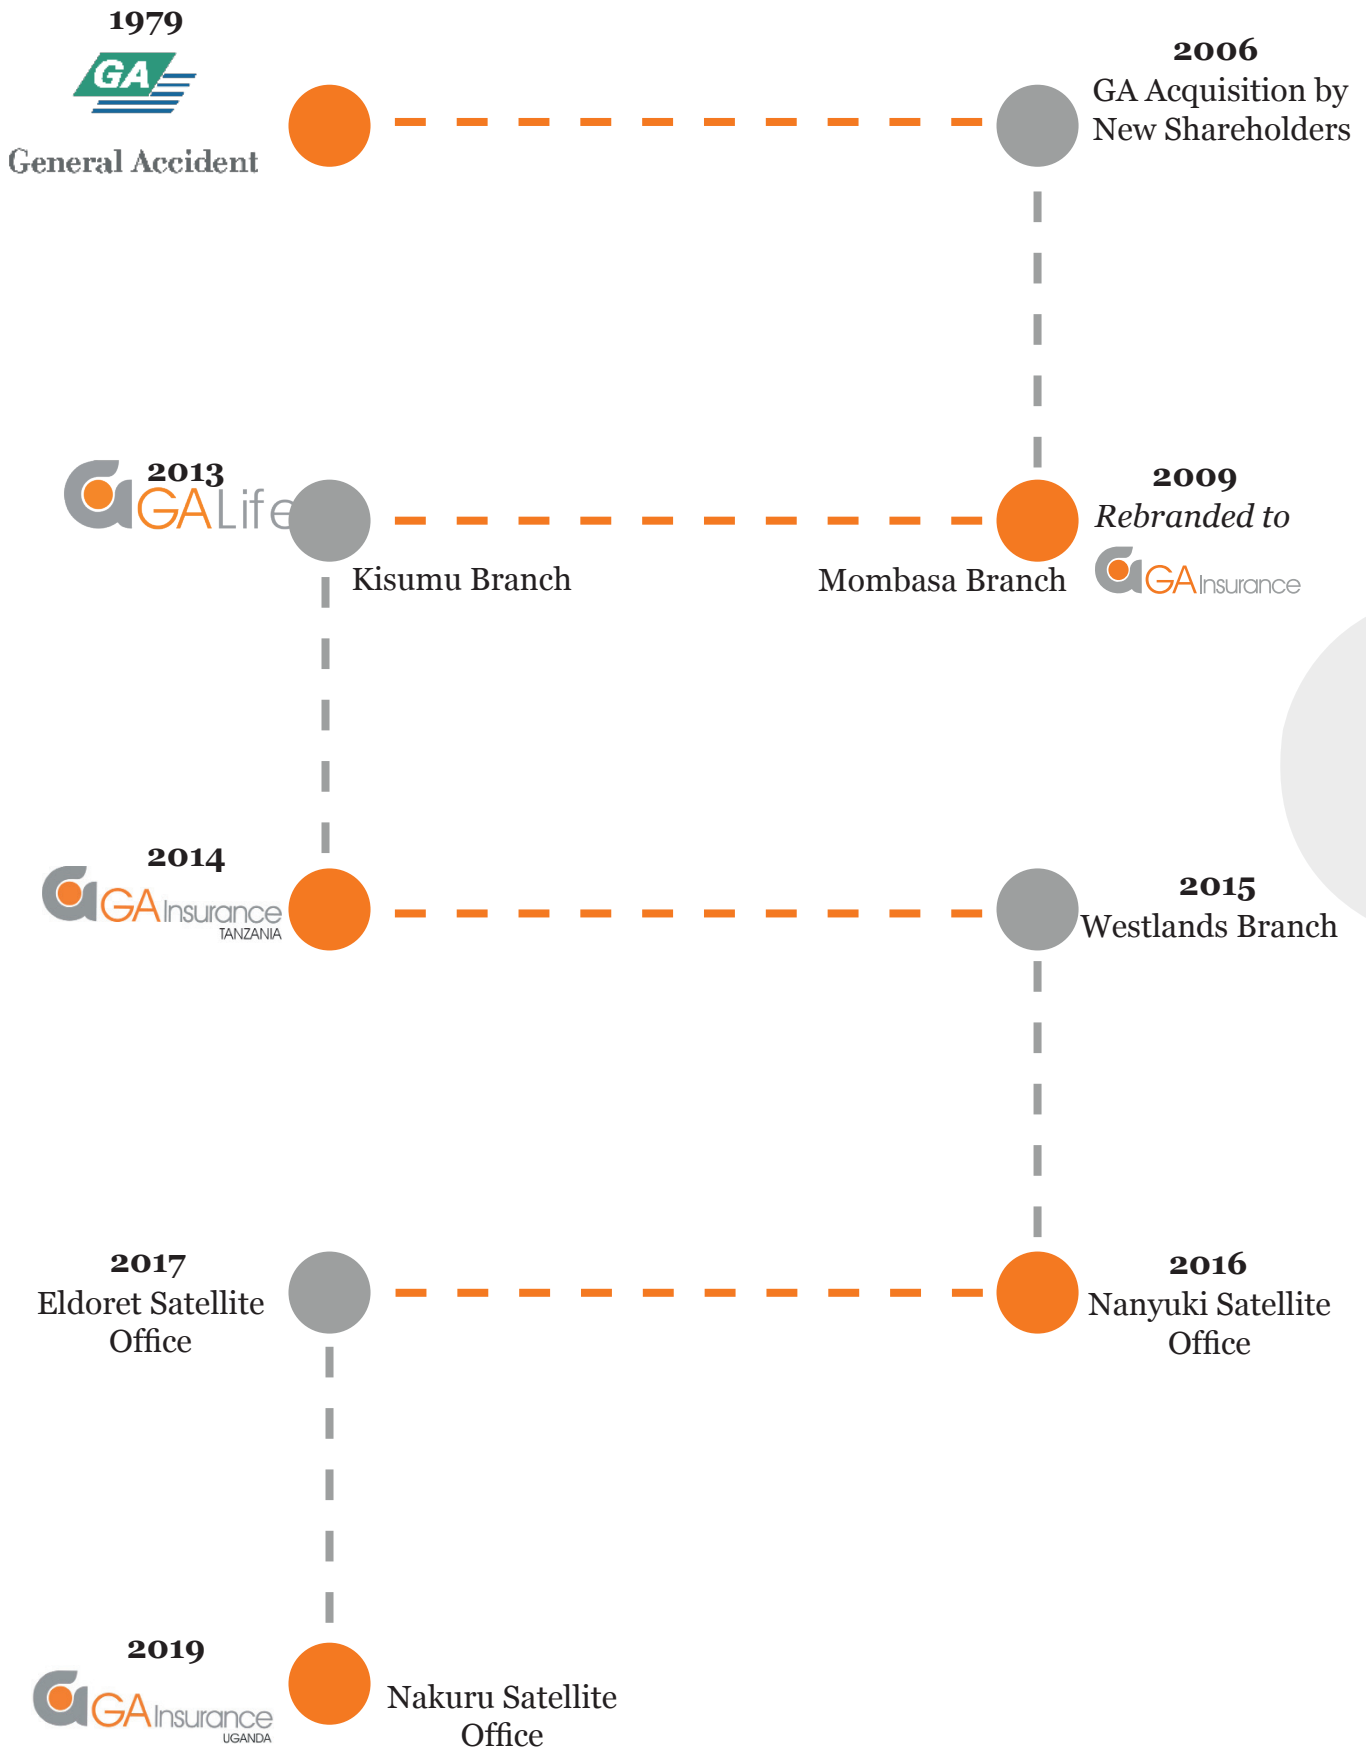 1979
GA
General Accident
2006
GA Acquisition by
New Shareholders
2009
Rebranded to
GA Insurance
Mombasa Branch
2013
GA Life
Kisumu Branch
2014
GA Insurance
TANZANIA
2015
Westlands Branch
2016
Nanyuki Satellite
Office
2017
Eldoret Satellite
Office
2019
GA Insurance
UGANDA
Nakuru Satellite
Office